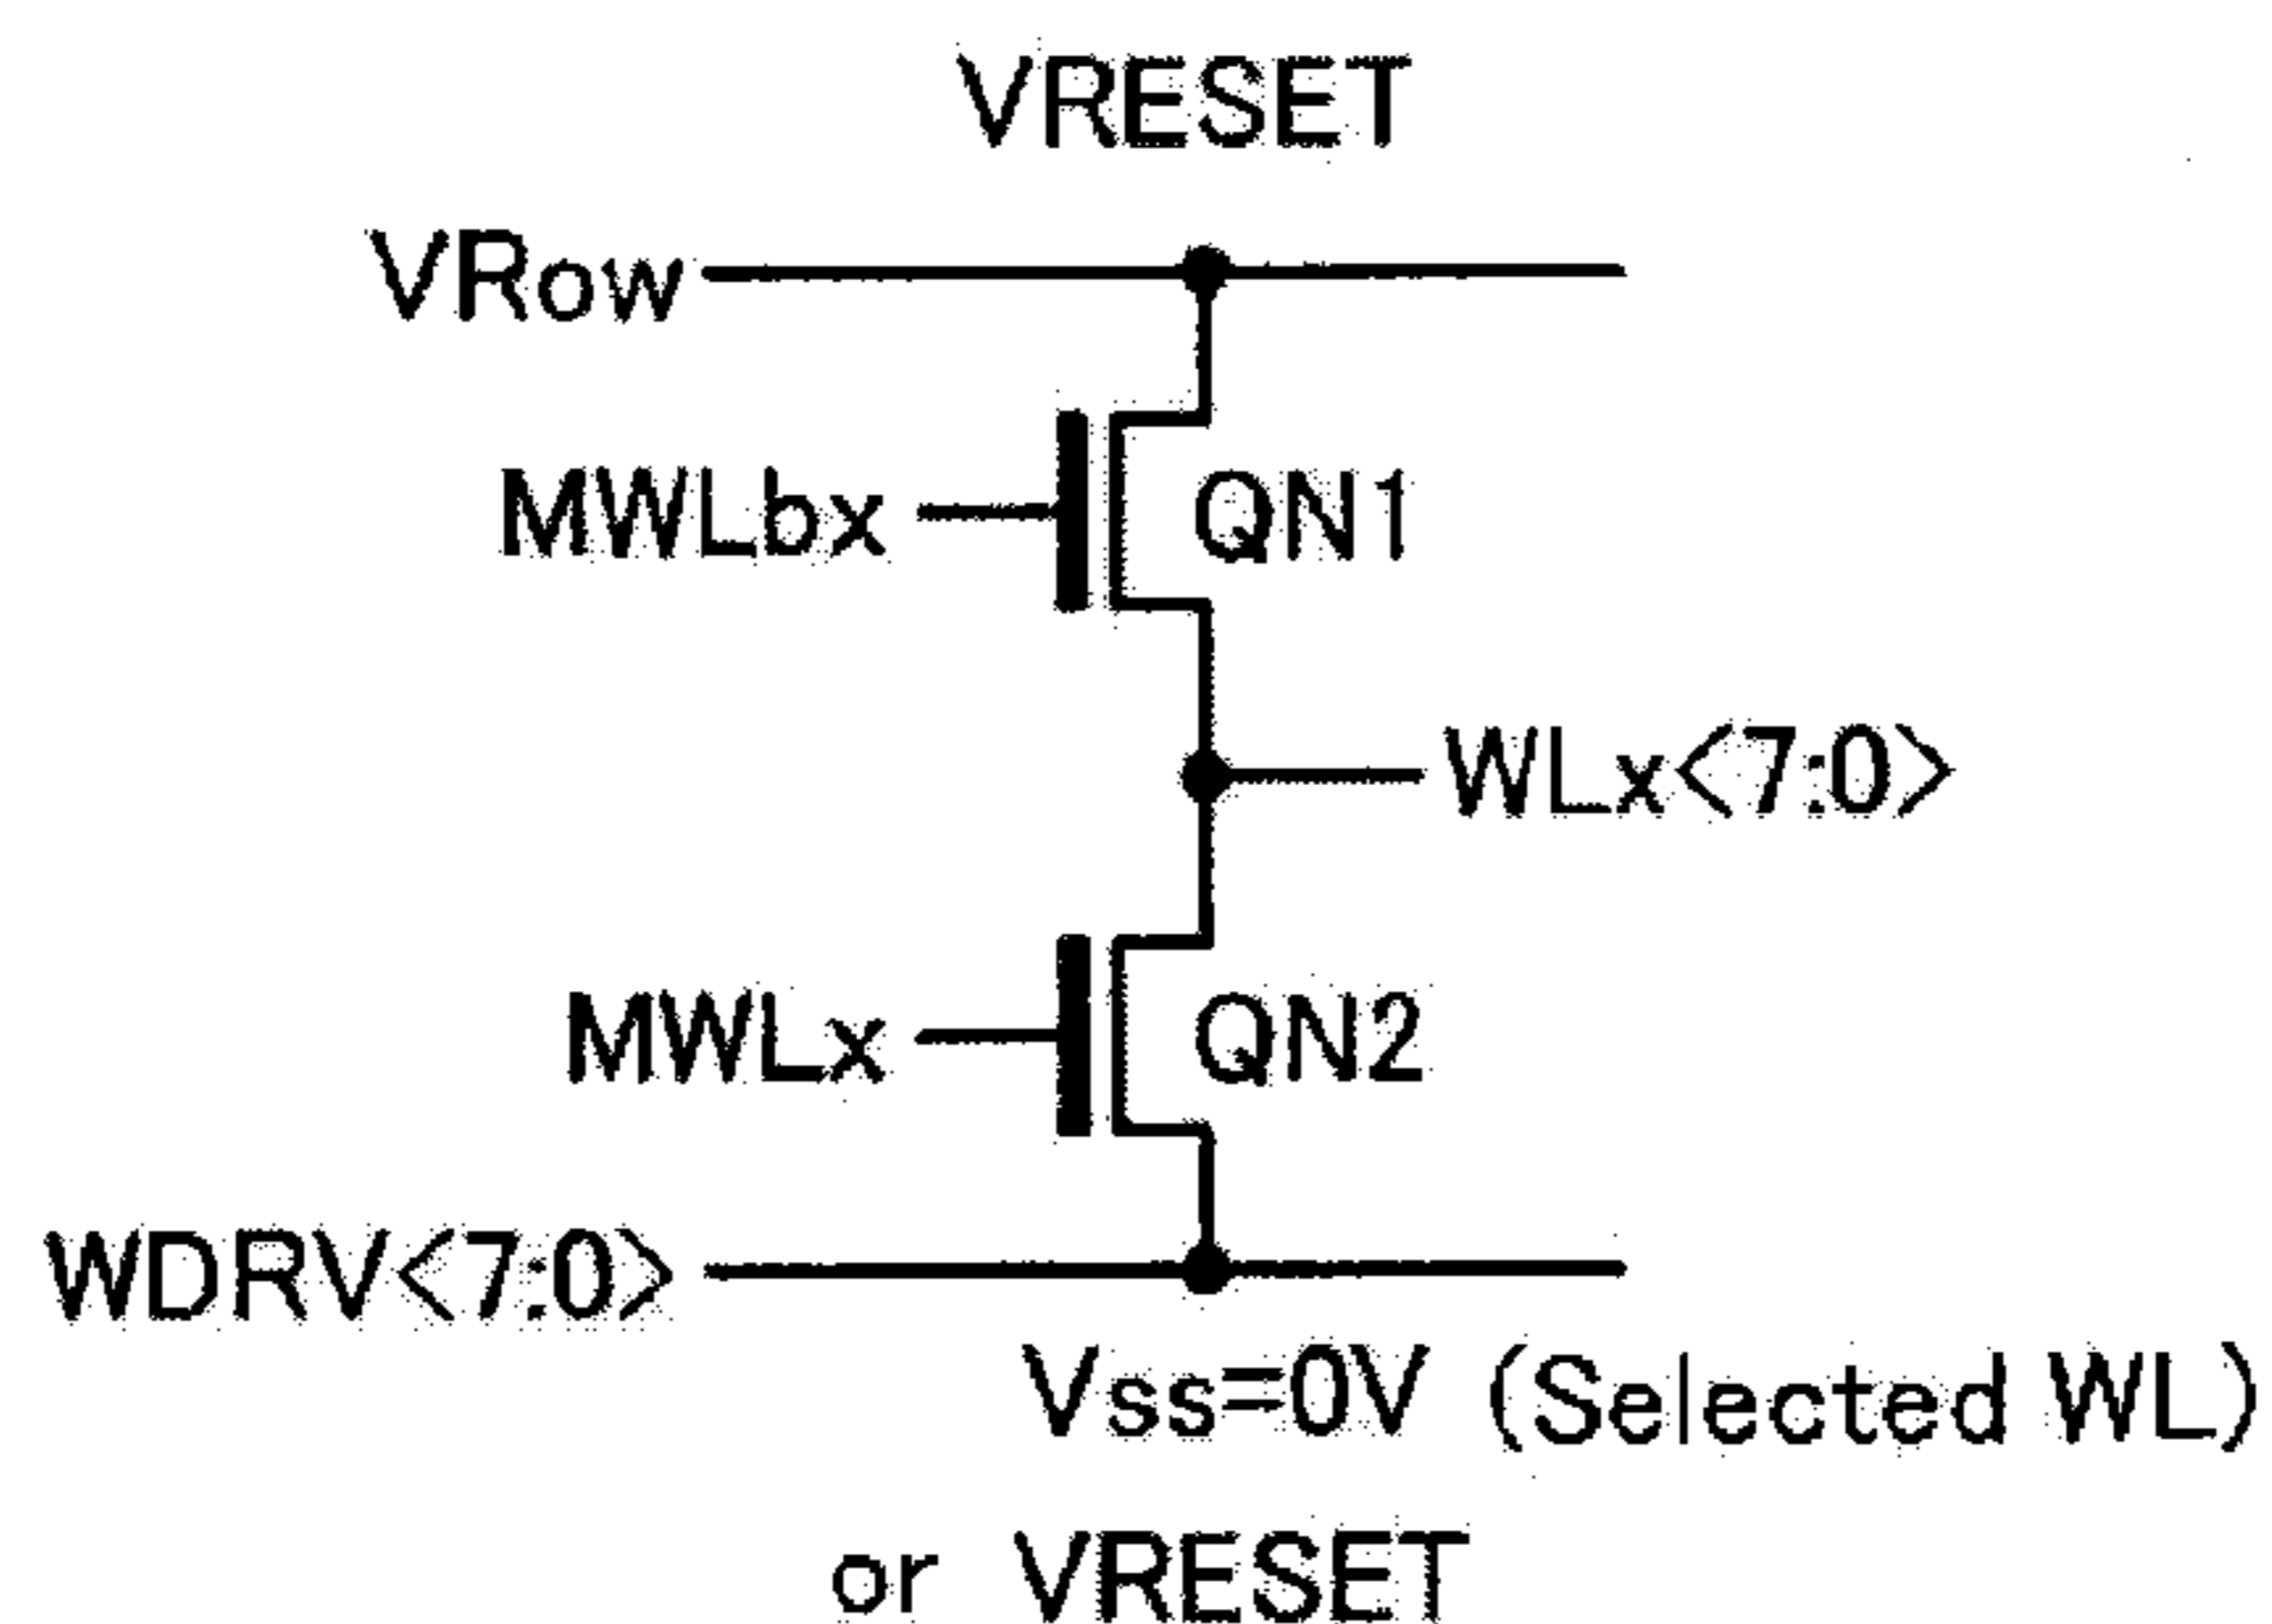 VRESET
VRow
MWLbx
QN1
WLx<7:0>
MWLx
QN2
WDRV<7:0>
Vss=0V (Selected WL)
or VRESET